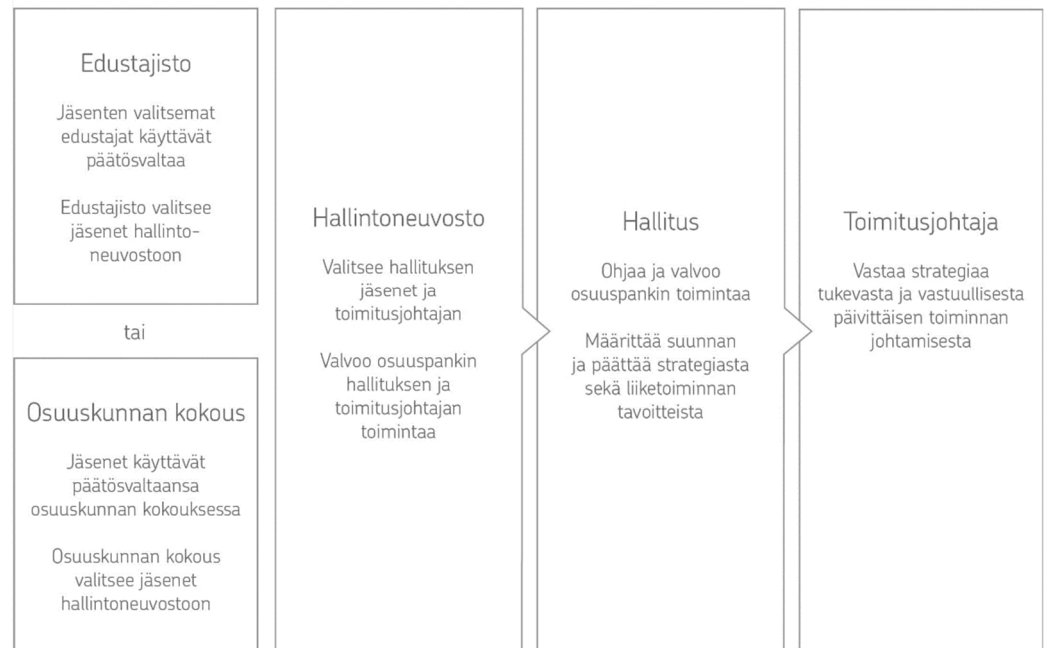 Edustajisto
Jäsenten valitsemat
edustajat käyttävät
päätösvaltaa
Edustajisto valitsee
jäsenet hallinto-
neuvostoon
tai
Osuuskunnan kokous
Jäsenet käyttävät
päätösvaltaansa
osuuskunnan kokouksessa
Osuuskunnan kokous
valitsee jäsenet
hallintoneuvostoon
Hallintoneuvosto
Valitsee hallituksen
jäsenet ja
toimitusjohtajan
Valvoo osuuspankin
hallituksen ja
toimitusjohtajan
toimintaa
Hallitus
Ohjaa ja valvoo
osuuspankin toimintaa
Määrittää suunnan
ja päättää strategiasta
sekä liiketoiminnan
tavoitteista
Toimitusjohtaja
Vastaa strategiaa
tukevasta ja vastuullisesta
päivittäisen toiminnan
johtamisesta